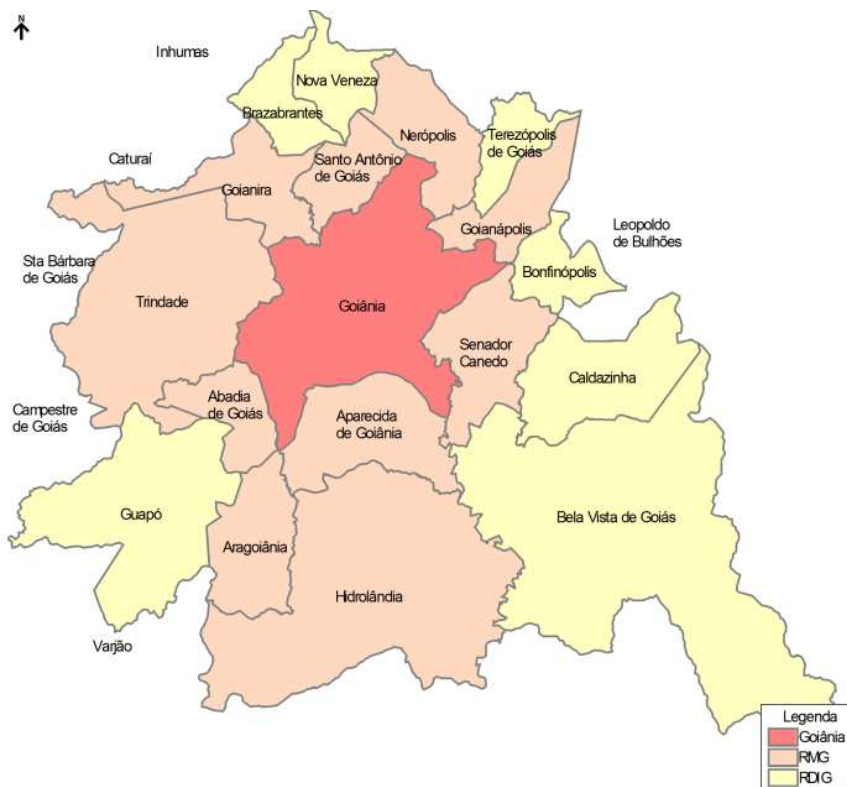 N
Inhumas
Nova Veneza
Brazabrantes
Nerópolis
Terezópolis
de Goiás
Caturaí
Santo Antônio
de Goiás
Goianira
Goianápolis
Leopoldo
de Bulhões
Sta Bárbara
de Goiás
Bonfinópolis
Trindade
Goiânia
Senador
Canedo
Caldazinha
Abadia
de Goiás
Campestre
de Goiás
Aparecida
de Goiânia
Guapó
Bela Vista de Goiás
Aragoiânia
Hidrolândia
Varjão
Legenda
Goiânia
RMG
RDIG